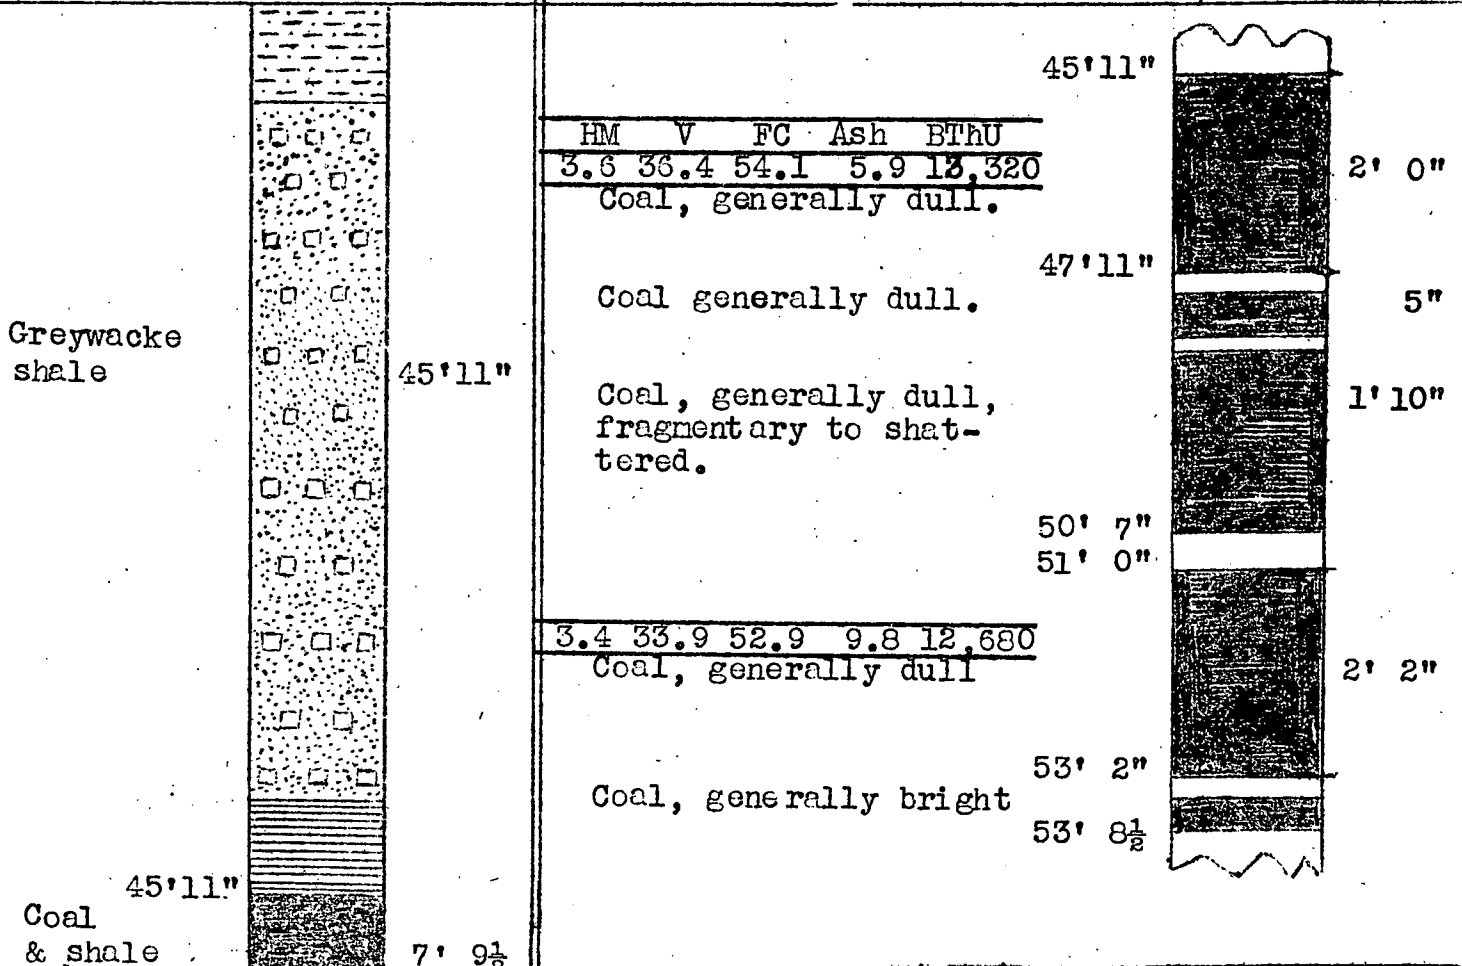 Greywacke
shale
45'11"
45'11"
Coal
& shale
7' 9½
HM V FC Ash BThU
3.6 36.4 54.1 5.9 13,320
Coal, generally dull.
Coal generally dull.
Coal, generally dull,
fragmentary to shat-
tered.
3.4 33.9 52.9 9.8 12,680
Coal, generally dull
Coal, generally bright
45'11"
2' 0"
47'11"
5"
1'10"
50' 7"
51' 0"
2' 2"
53' 2"
53' 8½